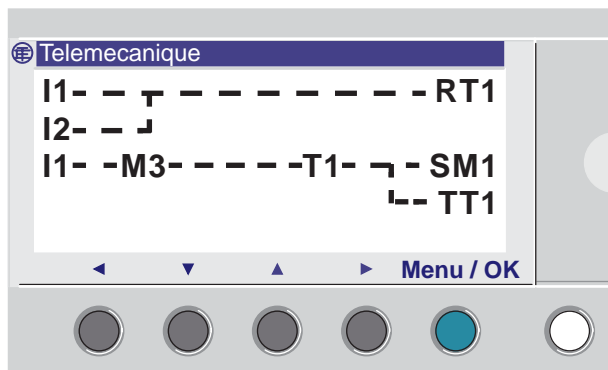 Telemecanique
I1- - - - - - - - - RT1
I2- - -
I1- -M3- - - - - -T1- - - SM1
-- TT1
Menu / OK